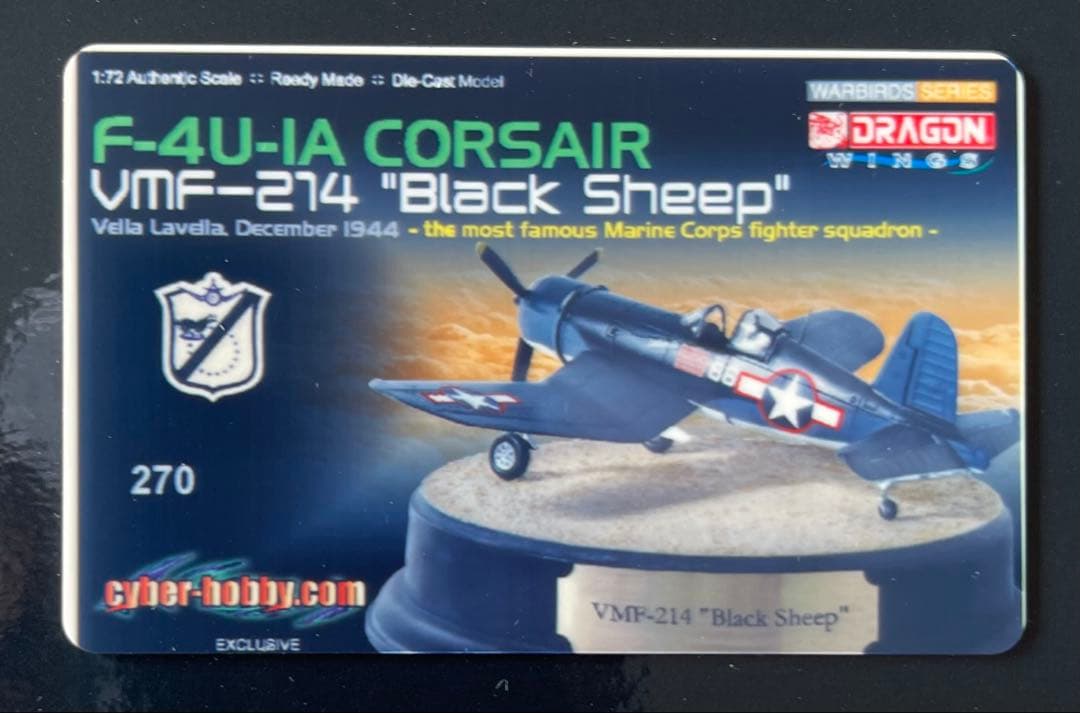 1:72 Authentic Scale :: Ready Made :: Die-Cast Model
WARBIRDS SERIES
DRAGON
WINGS
F-4U-1A CORSAIR
VMF-214 "Black Sheep"
Vella Lavella. December 1944 - the most famous Marine Corps fighter squadron -
88
270
cyber-hobby.com
EXCLUSIVE
VMF-214 "Black Sheep"